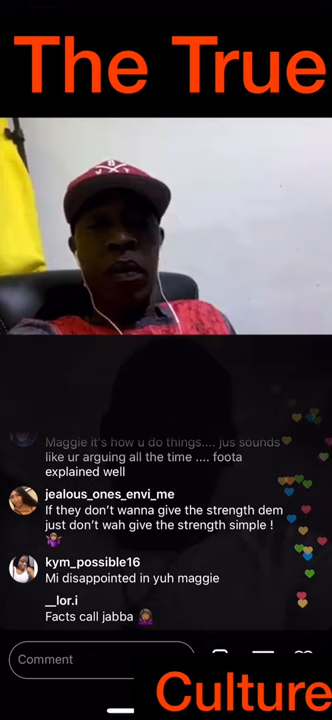 The True
Maggie it's how u do things.... jus sounds
like ur arguing all the time .... foota
explained well
jealous_ones_envi_me
If they don't wanna give the strength dem
just don't wah give the strength simple !
kym_possible16
Mi disappointed in yuh maggie
__lor.i
Facts call jabba
Comment
Culture